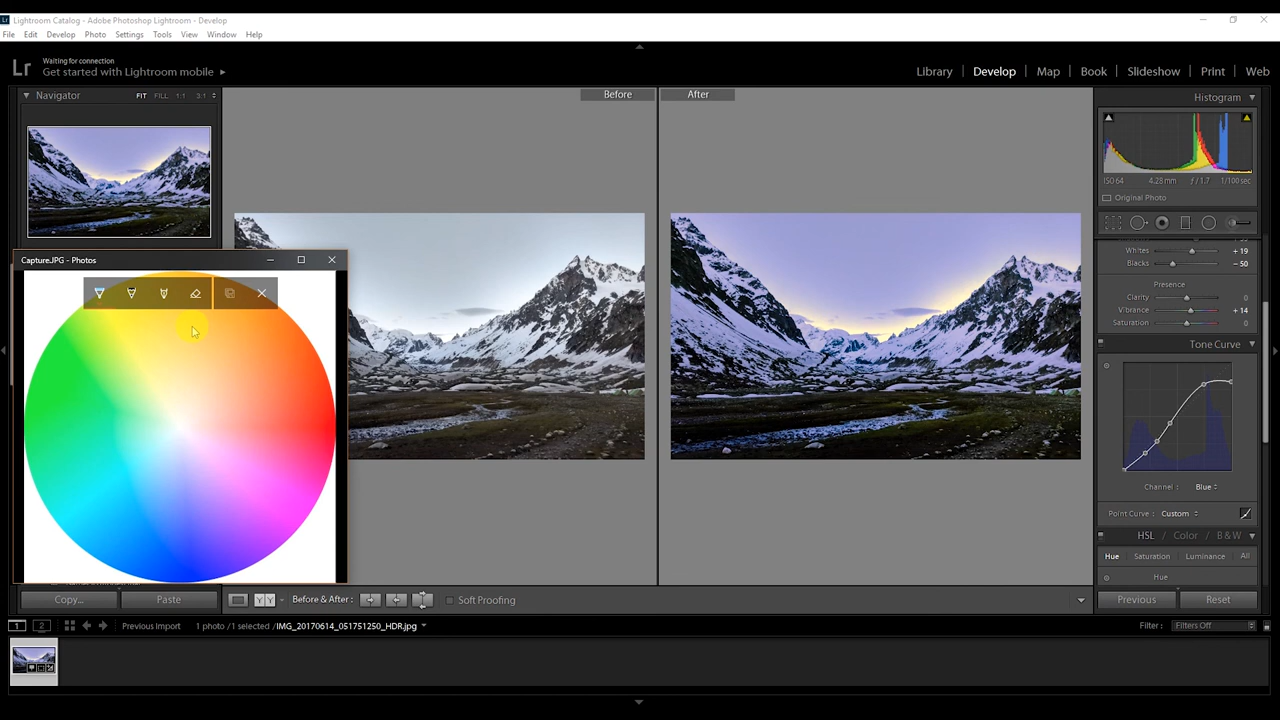 Lr Lightroom Catalog - Adobe Photoshop Lightroom - Develop
File Edit Develop Photo Settings Tools View Window Help
Lr Waiting for connection
Get started with Lightroom mobile
Library | Develop | Map | Book | Slideshow | Print | Web
Navigator FIT FILL 1:1 3:1
Before
After
Histogram
ISO 64 4.28 mm ƒ / 1.7 1/100 sec
Original Photo
Whites + 19
Blacks - 50
Presence
Clarity 0
Vibrance + 14
Saturation 0
Tone Curve
Channel : Blue
Point Curve : Custom
HSL / Color / B & W
Hue Saturation Luminance All
Hue
Capture.JPG - Photos
Copy... Paste
YY Before & After : Soft Proofing
Previous Reset
1 2 Previous Import 1 photo / 1 selected / IMG_20170614_051751250_HDR.jpg
Filter : Filters Off